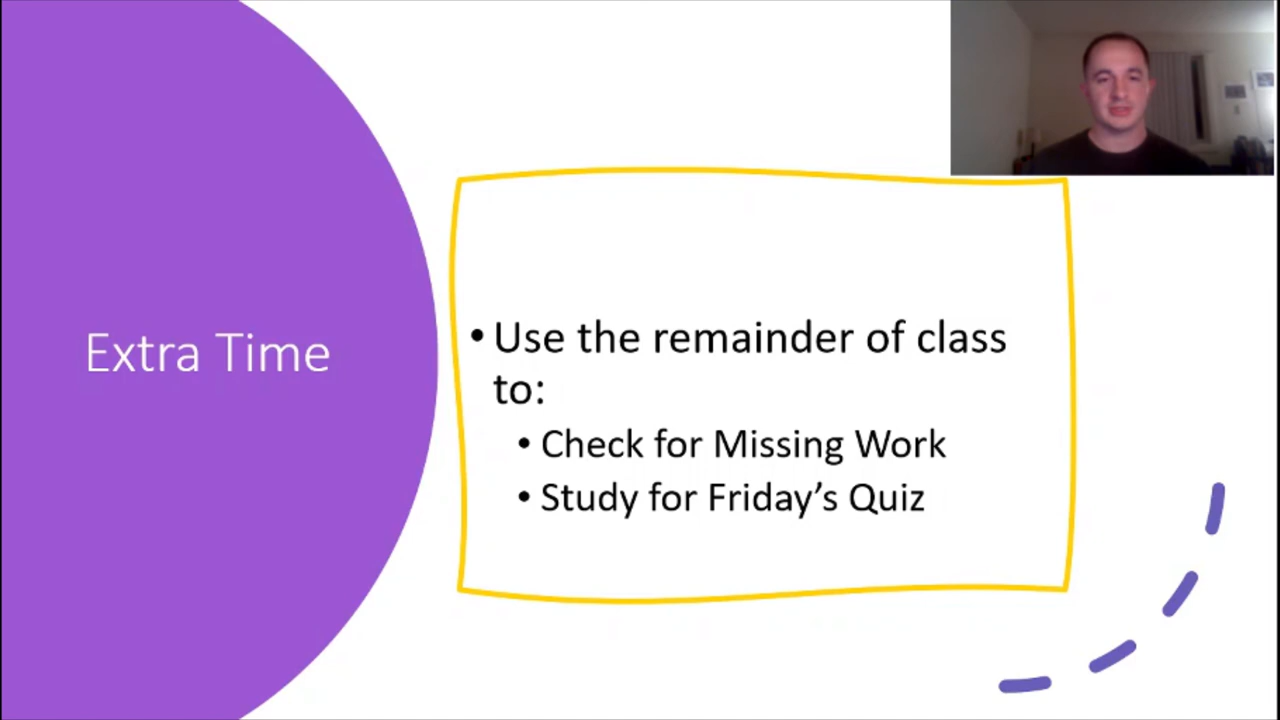 Extra Time
• Use the remainder of class
to:
• Check for Missing Work
• Study for Friday’s Quiz